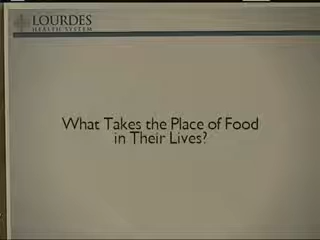 LOURDES
HEALTH SYSTEM
What Takes the Place of Food
in Their Lives?